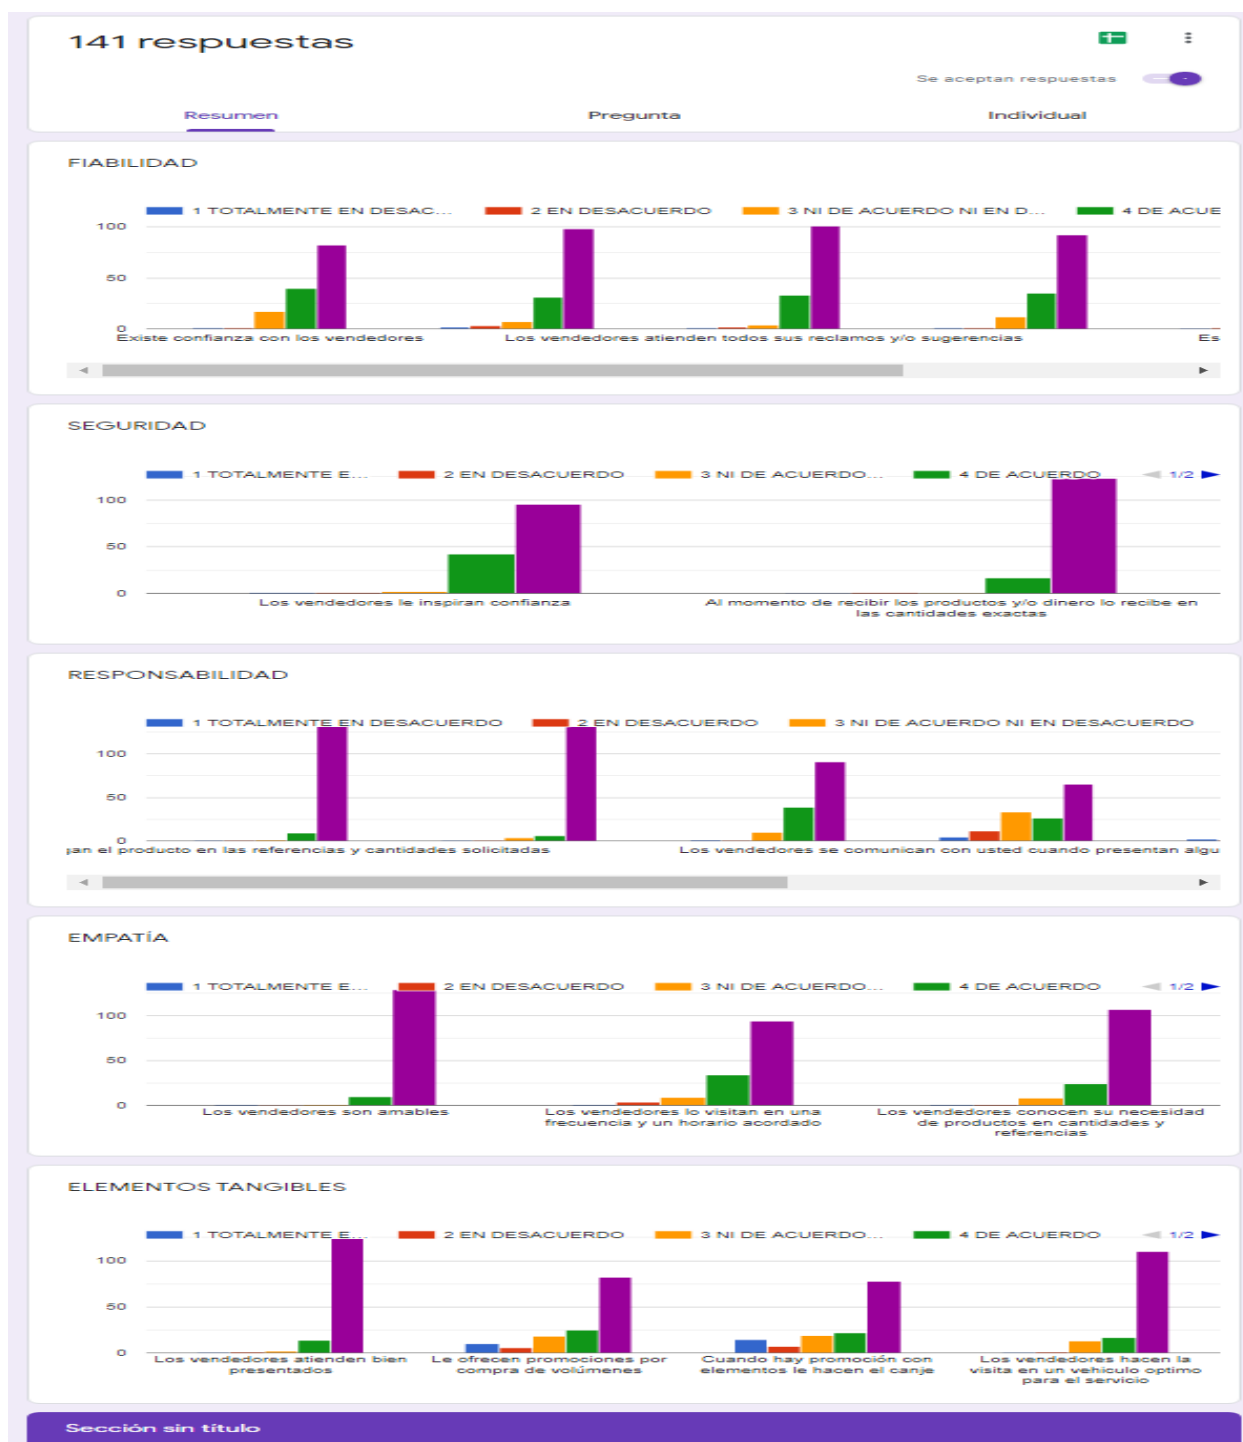 141 respuestas
Se aceptan respuestas
Resumen Pregunta Individual
FIABILIDAD
1 TOTALMENTE EN DESAC... 2 EN DESACUERDO 3 NI DE ACUERDO NI EN D... 4 DE ACUE
100
50
0
Existe confianza con los vendedores Los vendedores atienden todos sus reclamos y/o sugerencias Es
SEGURIDAD
1 TOTALMENTE E... 2 EN DESACUERDO 3 NI DE ACUERDO... 4 DE ACUERDO 1/2
100
50
0
Los vendedores le inspiran confianza Al momento de recibir los productos y/o dinero lo recibe en
las cantidades exactas
RESPONSABILIDAD
1 TOTALMENTE EN DESACUERDO 2 EN DESACUERDO 3 NI DE ACUERDO NI EN DESACUERDO
100
50
0
gan el producto en las referencias y cantidades solicitadas Los vendedores se comunican con usted cuando presentan algu
EMPATÍA
1 TOTALMENTE E... 2 EN DESACUERDO 3 NI DE ACUERDO... 4 DE ACUERDO 1/2
100
50
0
Los vendedores son amables Los vendedores lo visitan en una Los vendedores conocen su necesidad
frecuencia y un horario acordado de productos en cantidades y
referencias
ELEMENTOS TANGIBLES
1 TOTALMENTE E... 2 EN DESACUERDO 3 NI DE ACUERDO... 4 DE ACUERDO 1/2
100
50
0
Los vendedores atienden bien Le ofrecen promociones por Cuando hay promoción con Los vendedores hacen la
presentados compra de volúmenes elementos le hacen el canje visita en un vehiculo optimo
para el servicio
Sección sin título